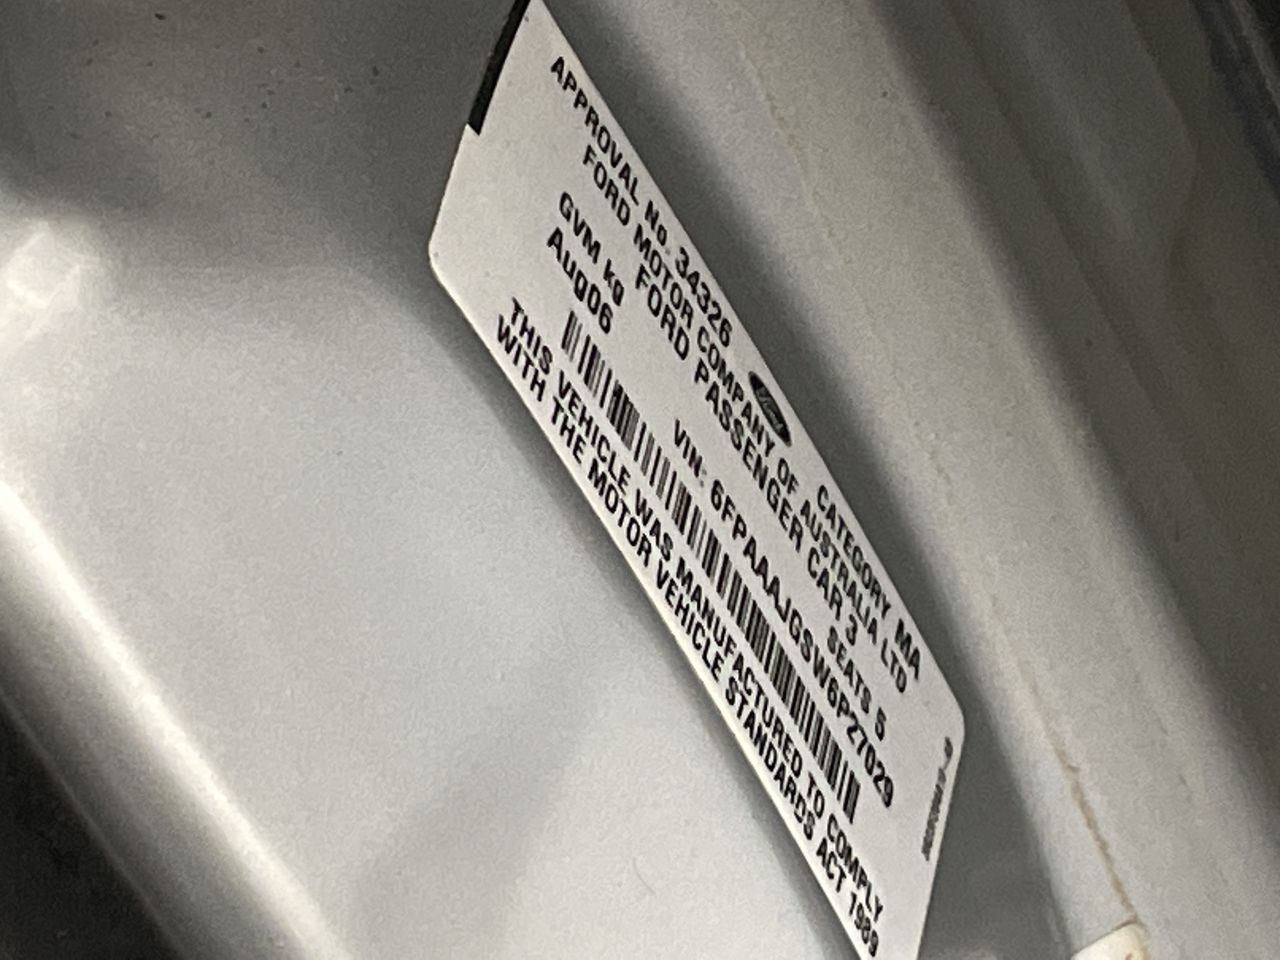 APPROVAL No. 34326 CATEGORY MA
Ford
FORD MOTOR COMPANY OF AUSTRALIA LTD
FORD PASSENGER CAR 3
GVM kg SEATS 5
Aug06 VIN: 6FPAAAJGSW6P27029
THIS VEHICLE WAS MANUFACTURED TO COMPLY
WITH THE MOTOR VEHICLE STANDARDS ACT 1989